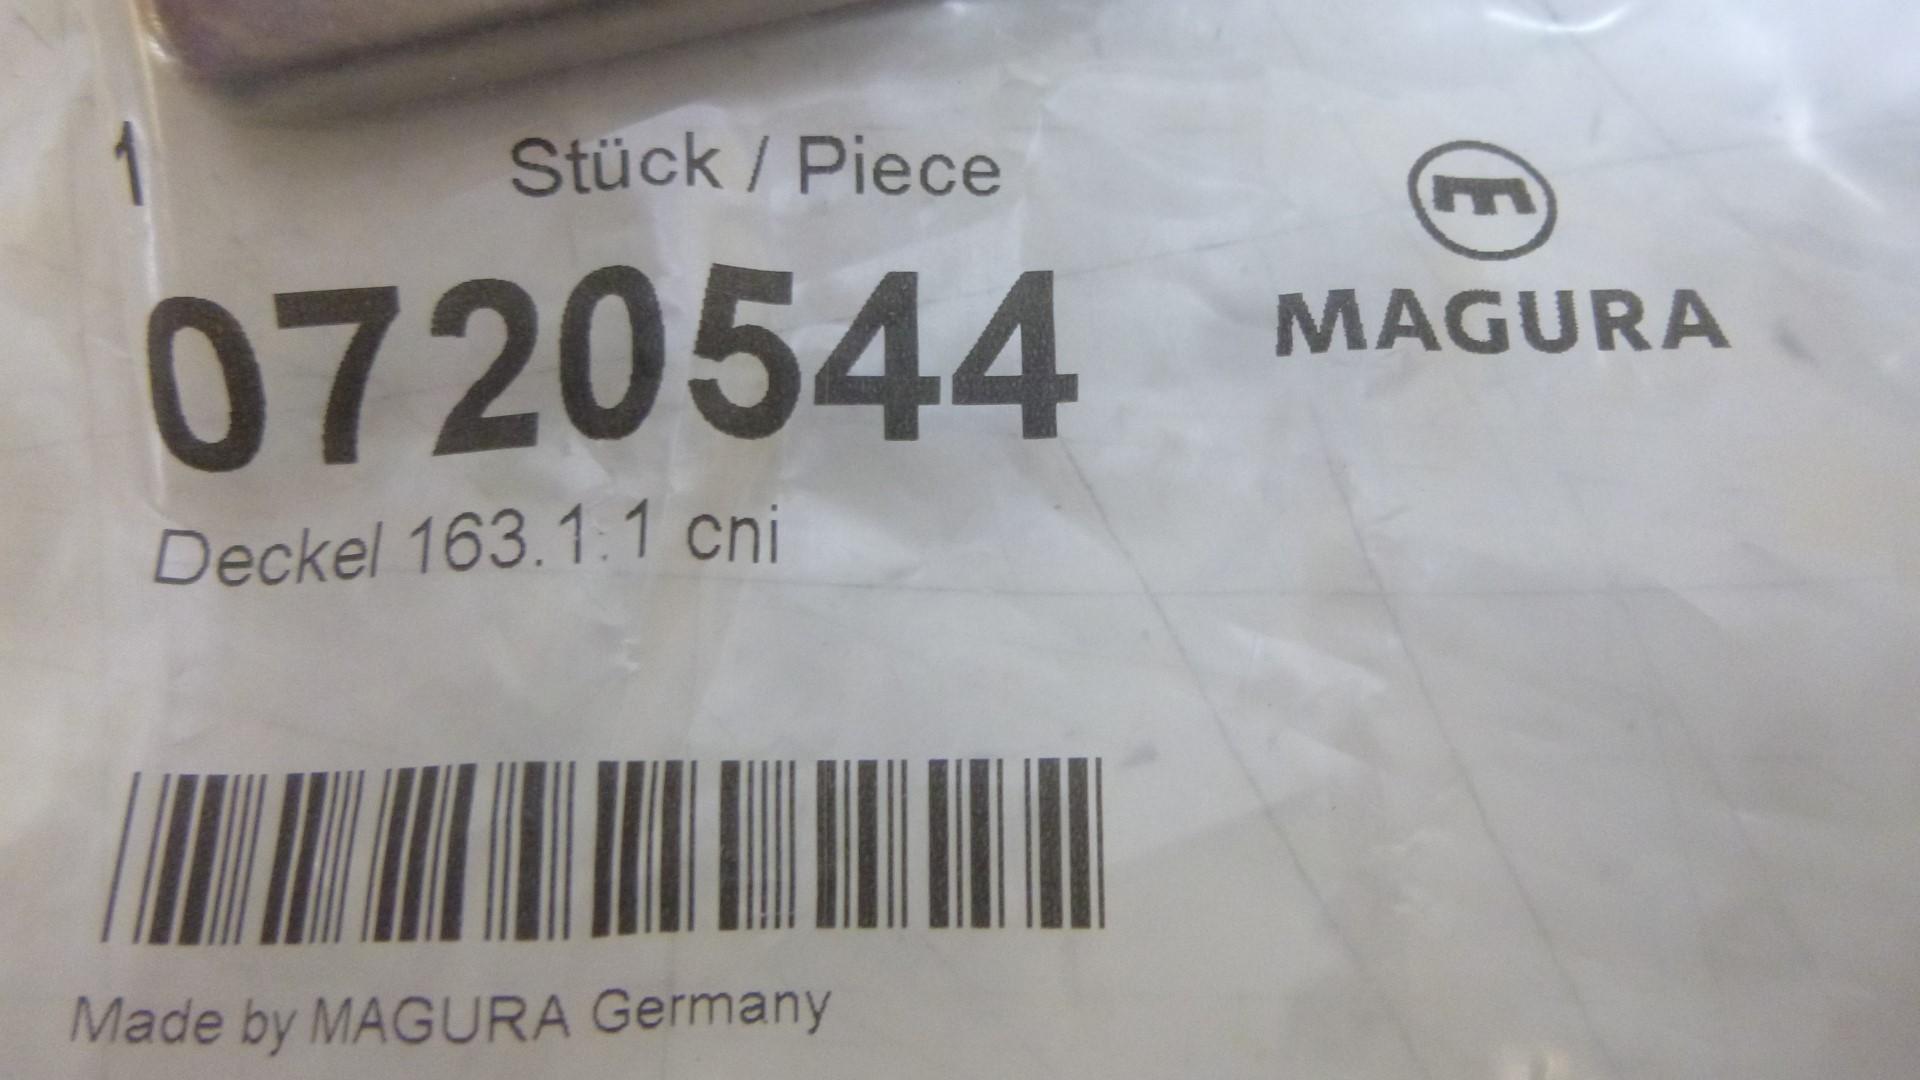 1 Stück / Piece
MAGURA
0720544
Deckel 163.1.1 cni
Made by MAGURA Germany